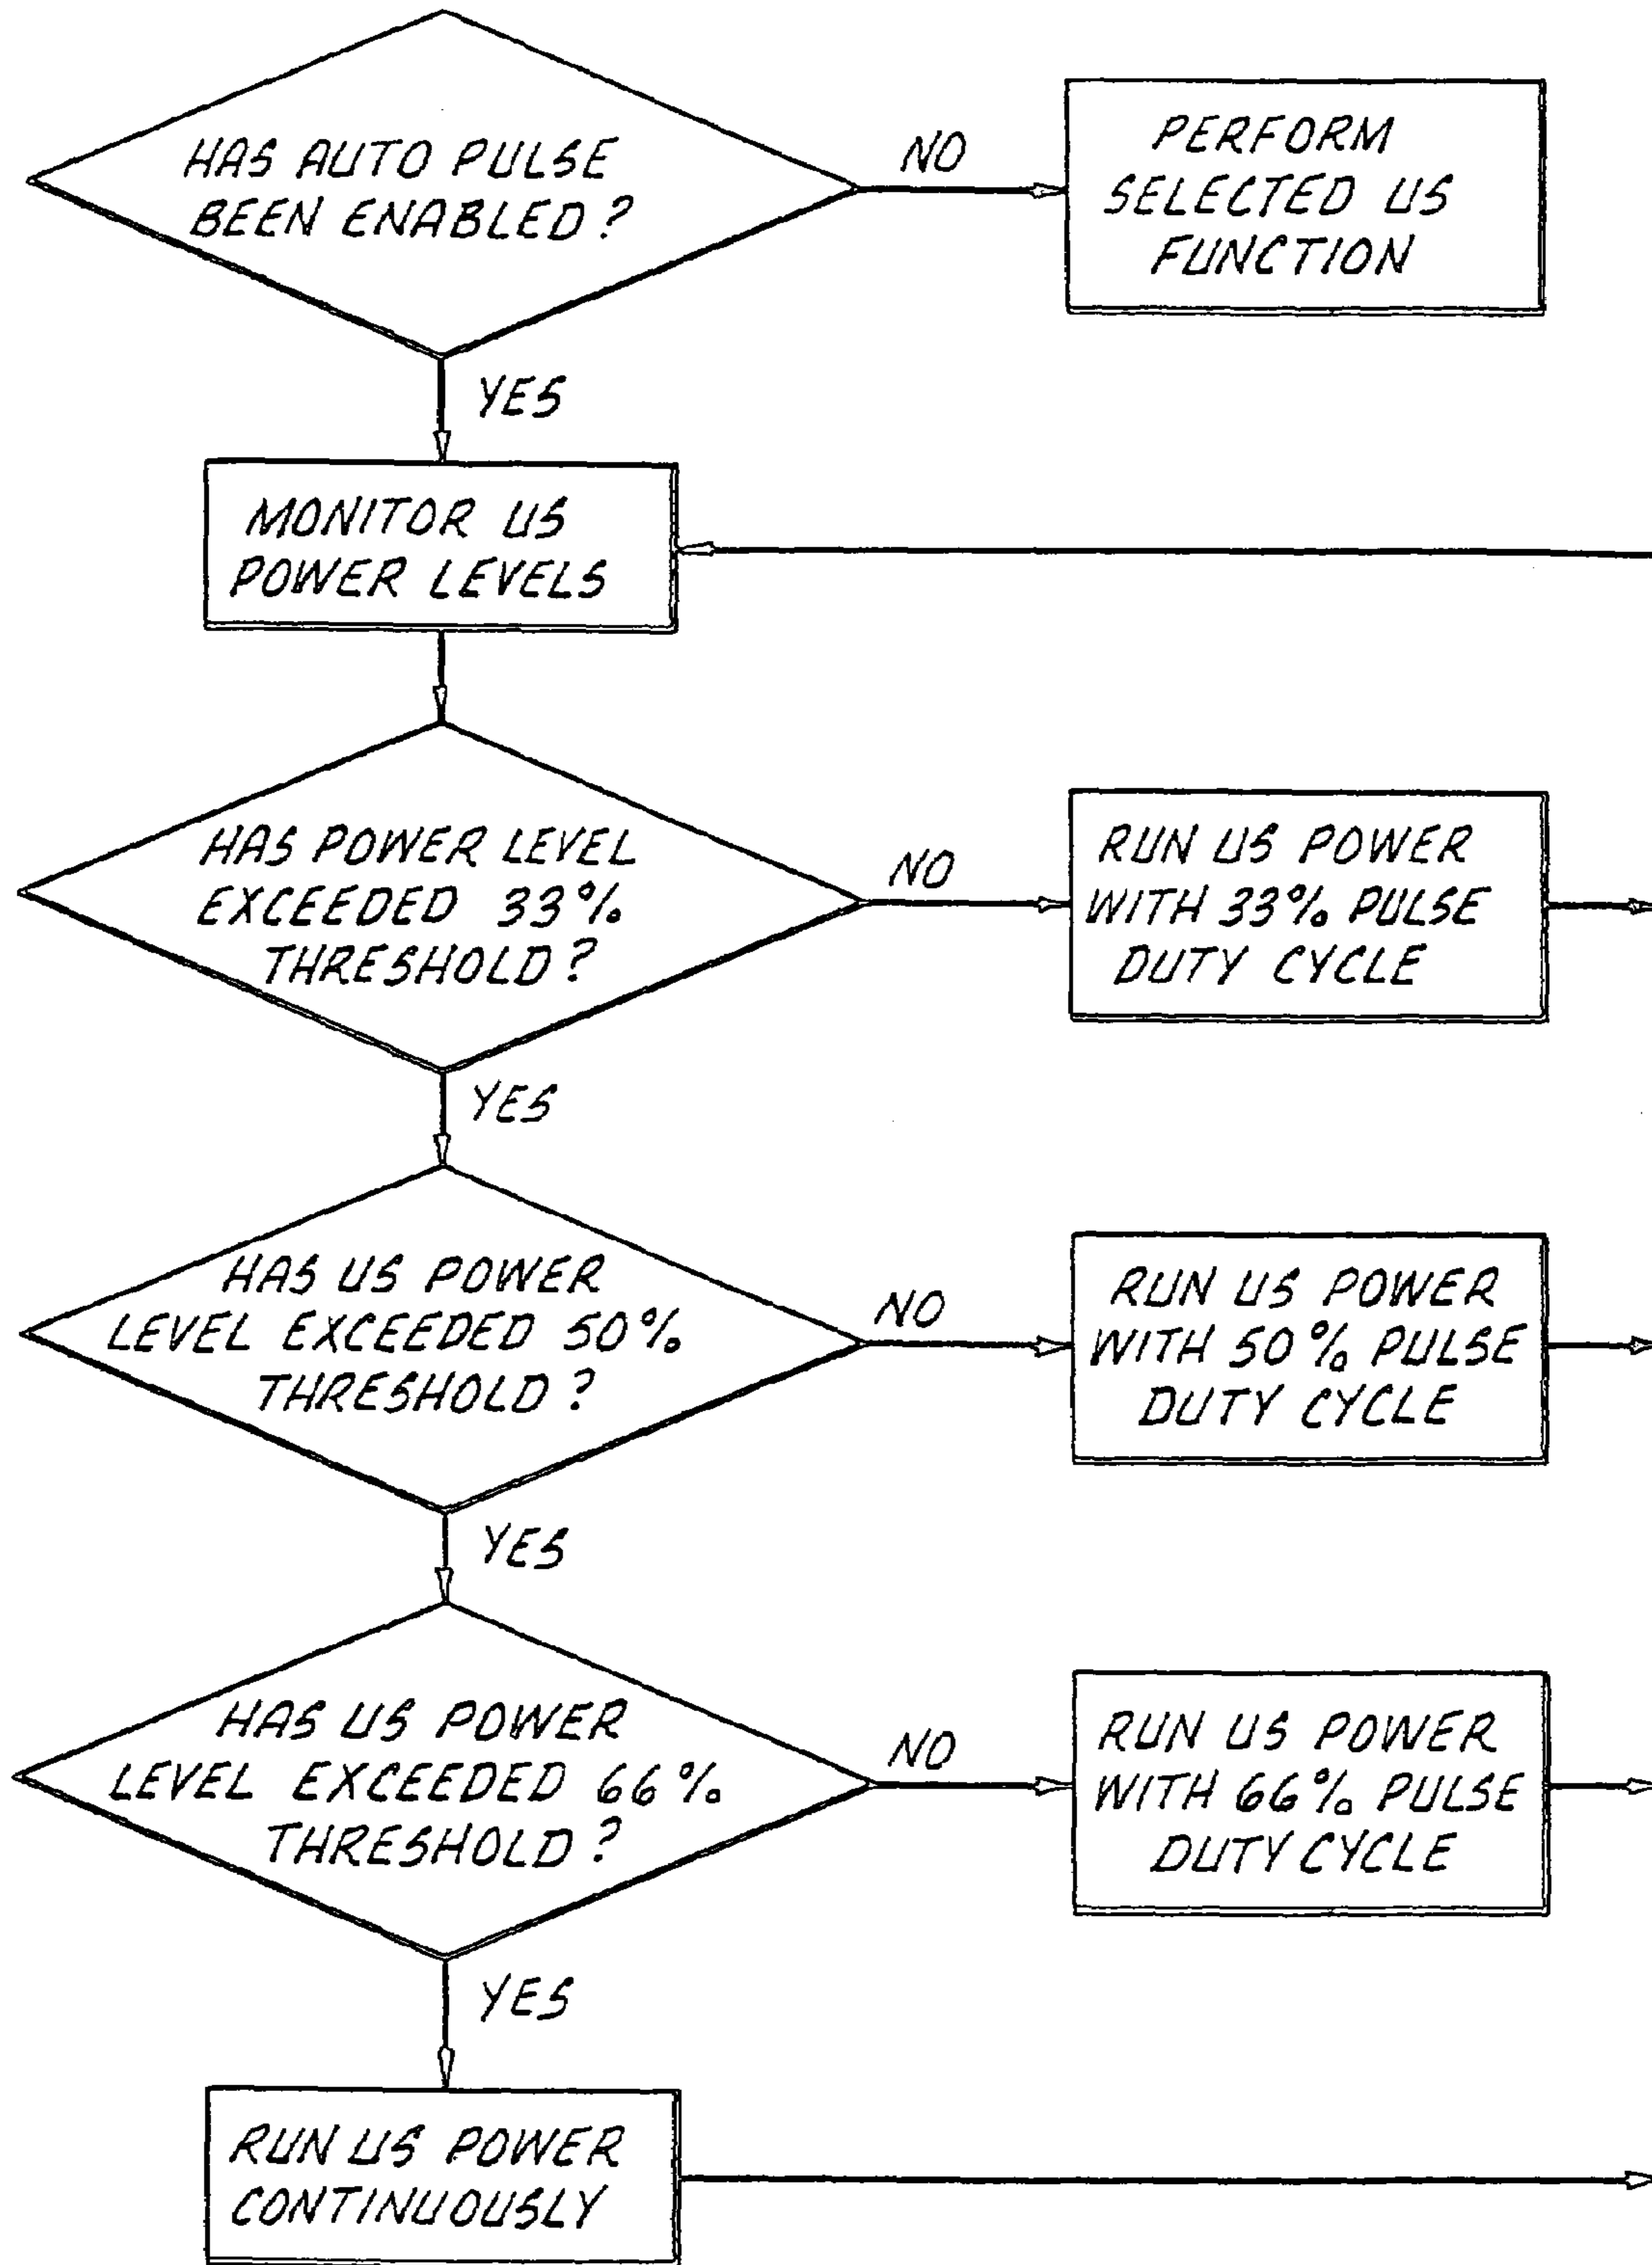 HAS AUTO PULSE
BEEN ENABLED?
NO
PERFORM
SELECTED US
FUNCTION
YES
MONITOR US
POWER LEVELS
HAS POWER LEVEL
EXCEEDED 33%
THRESHOLD?
NO
RUN US POWER
WITH 33% PULSE
DUTY CYCLE
YES
HAS US POWER
LEVEL EXCEEDED 50%
THRESHOLD?
NO
RUN US POWER
WITH 50% PULSE
DUTY CYCLE
YES
HAS US POWER
LEVEL EXCEEDED 66%
THRESHOLD?
NO
RUN US POWER
WITH 66% PULSE
DUTY CYCLE
YES
RUN US POWER
CONTINUOUSLY